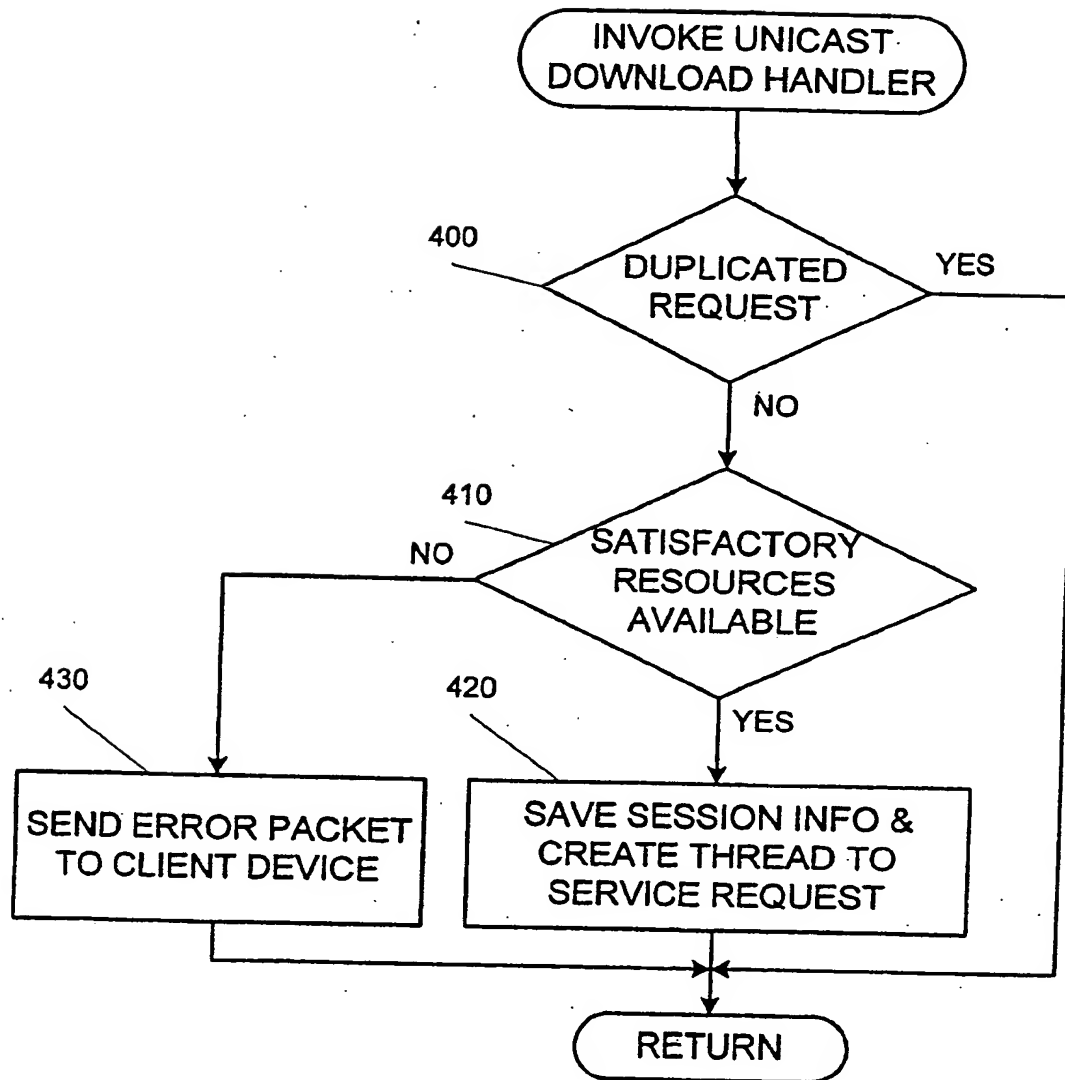 INVOKE UNICAST
DOWNLOAD HANDLER
400
DUPLICATED
REQUEST
YES
NO
410
NO
SATISFACTORY
RESOURCES
AVAILABLE
YES
430
420
SEND ERROR PACKET
TO CLIENT DEVICE
SAVE SESSION INFO &
CREATE THREAD TO
SERVICE REQUEST
RETURN